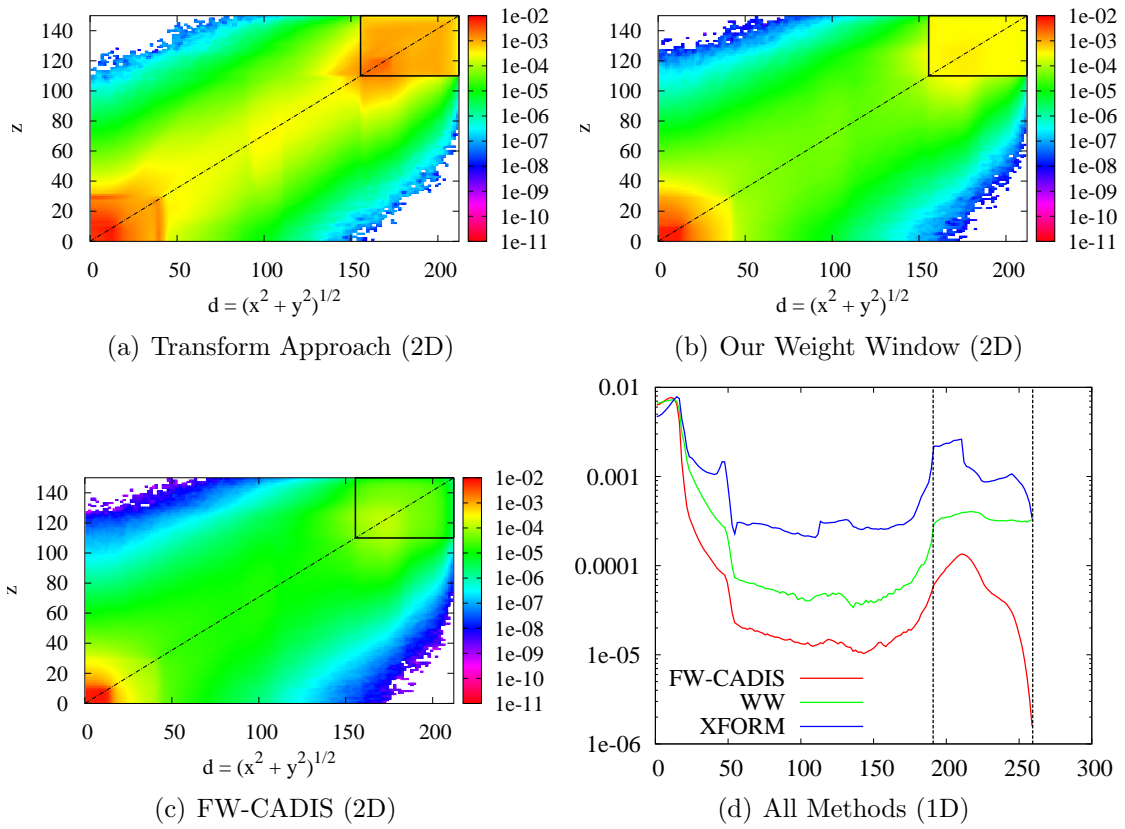 140
120
100
80
60
40
20
0
z
0 50 100 150 200
d = (x² + y²)^1/2
1e-02
1e-03
1e-04
1e-05
1e-06
1e-07
1e-08
1e-09
1e-10
1e-11
(a) Transform Approach (2D)
140
120
100
80
60
40
20
0
z
0 50 100 150 200
d = (x² + y²)^1/2
1e-02
1e-03
1e-04
1e-05
1e-06
1e-07
1e-08
1e-09
1e-10
1e-11
(b) Our Weight Window (2D)
140
120
100
80
60
40
20
0
z
0 50 100 150 200
d = (x² + y²)^1/2
1e-02
1e-03
1e-04
1e-05
1e-06
1e-07
1e-08
1e-09
1e-10
1e-11
(c) FW-CADIS (2D)
0.01
0.001
0.0001
1e-05
1e-06
FW-CADIS
WW
XFORM
0 50 100 150 200 250 300
(d) All Methods (1D)